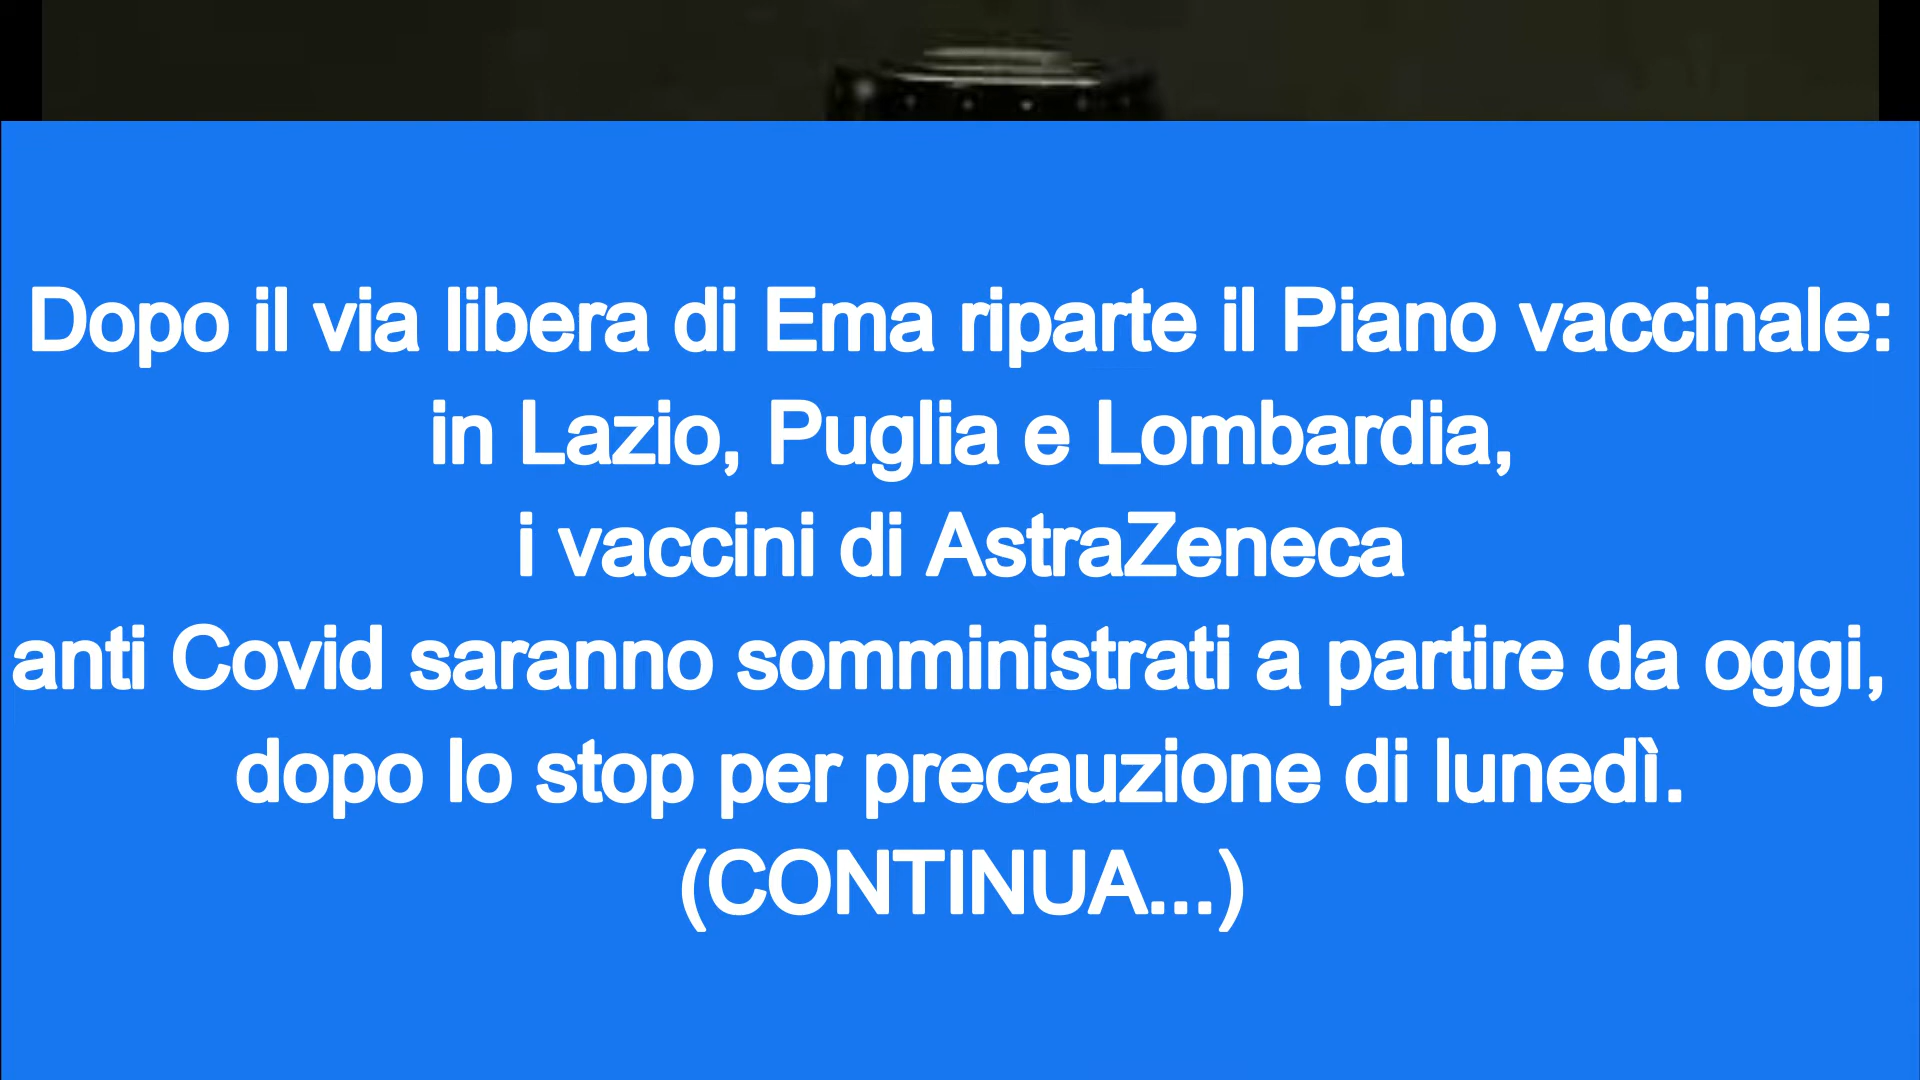 Dopo il via libera di Ema riparte il Piano vaccinale:
in Lazio, Puglia e Lombardia,
i vaccini di AstraZeneca
anti Covid saranno somministrati a partire da oggi,
dopo lo stop per precauzione di lunedì.
(CONTINUA...)